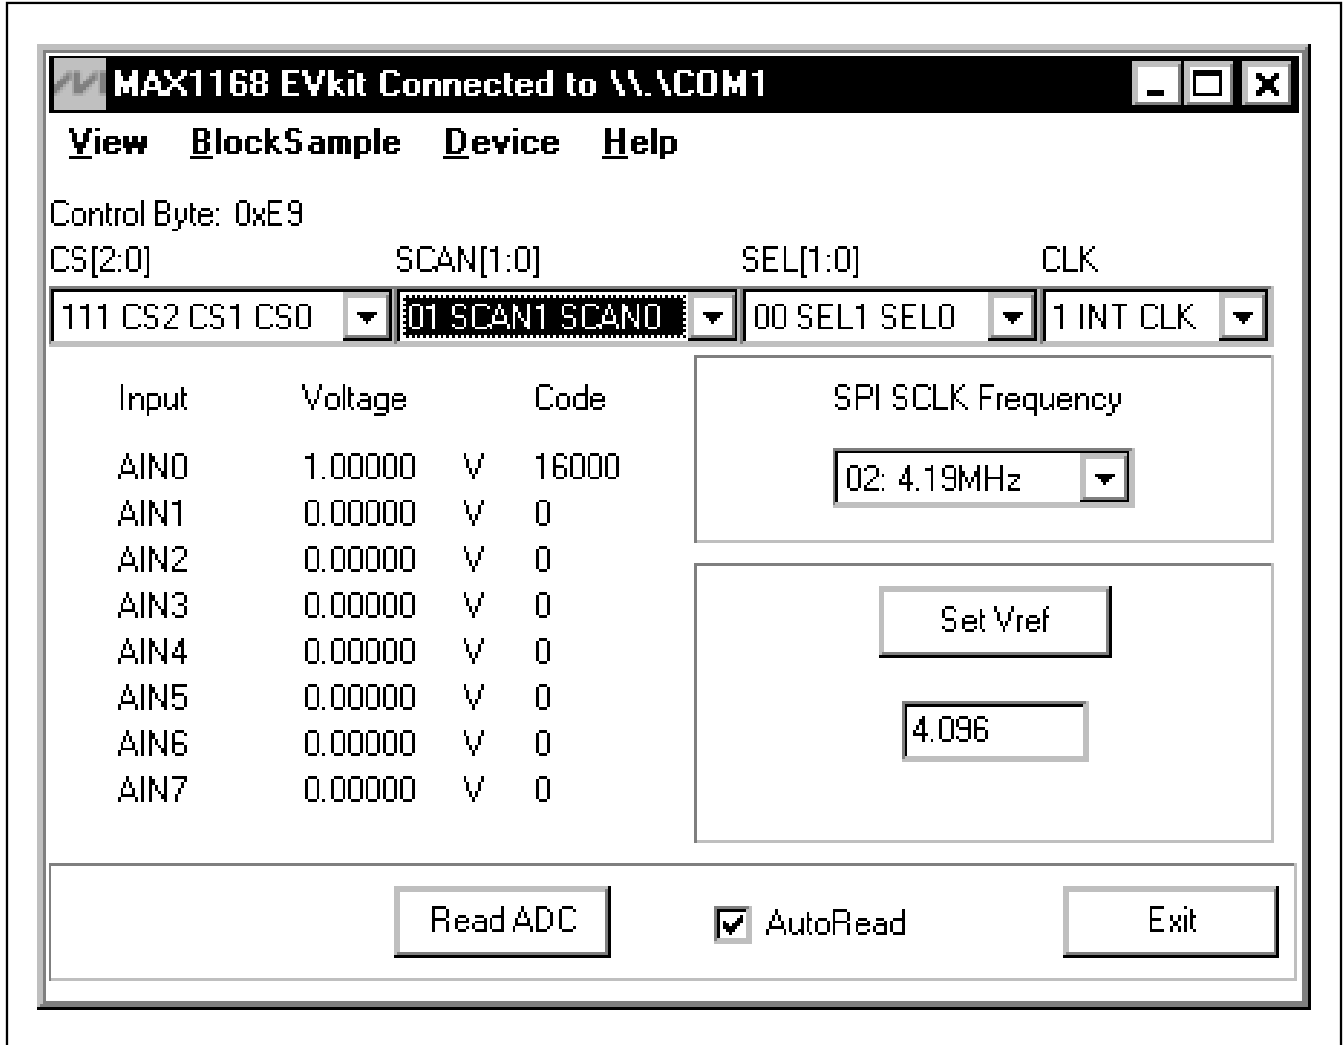 MAX1168 EVkit Connected to \\.\COM1
View BlockSample Device Help
Control Byte: 0xE9
CS[2:0] SCAN[1:0] SEL[1:0] CLK
111 CS2 CS1 CS0 01 SCAN1 SCAN0 00 SEL1 SEL0 1 INT CLK
Input Voltage Code
AIN0 1.00000 V 16000
AIN1 0.00000 V 0
AIN2 0.00000 V 0
AIN3 0.00000 V 0
AIN4 0.00000 V 0
AIN5 0.00000 V 0
AIN6 0.00000 V 0
AIN7 0.00000 V 0
SPI SCLK Frequency
02: 4.19MHz
Set Vref
4.096
Read ADC AutoRead Exit